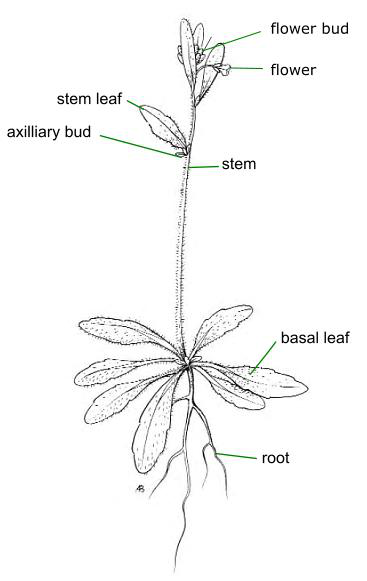 flower bud
flower
stem leaf
axilliary bud
stem
basal leaf
root
AB